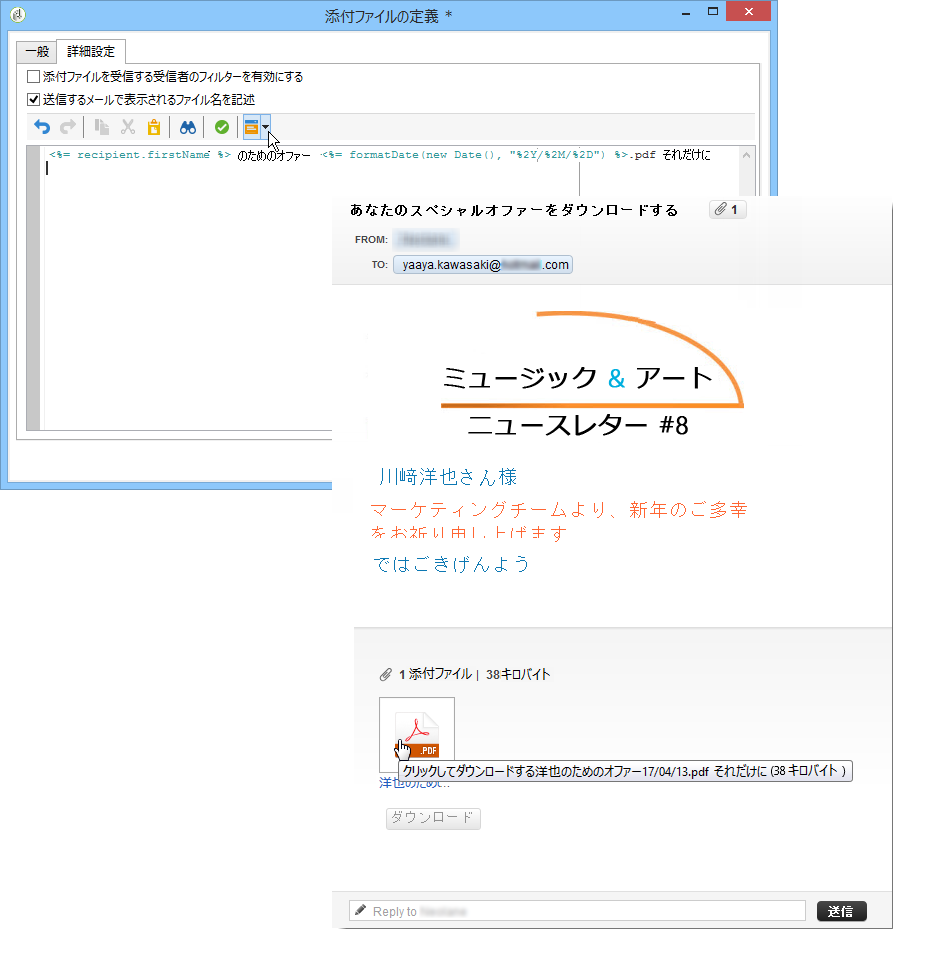 添付ファイルの定義 *
一般
詳細設定
添付ファイルを受信する受信者のフィルターを有効にする
送信するメールで表示されるファイル名を記述
<%= recipient.firstName %> のためのオファー <%= formatDate(new Date(), "%2Y/%2M/%2D") %>.pdf それだけに
あなたのスペシャルオファーをダウンロードする
1
FROM:
TO: yaaya.kawasaki@ .com
ミュージック & アート
ニュースレター #8
川﨑洋也さん様
マーケティングチームより、新年のご多幸
をお祈り申し上げます
ではごきげんよう
1 添付ファイル | 38キロバイト
.PDF
クリックしてダウンロードする洋也のためのオファー17/04/13.pdf それだけに (38 キロバイト )
洋也のため...
ダウンロード
Reply to
送信